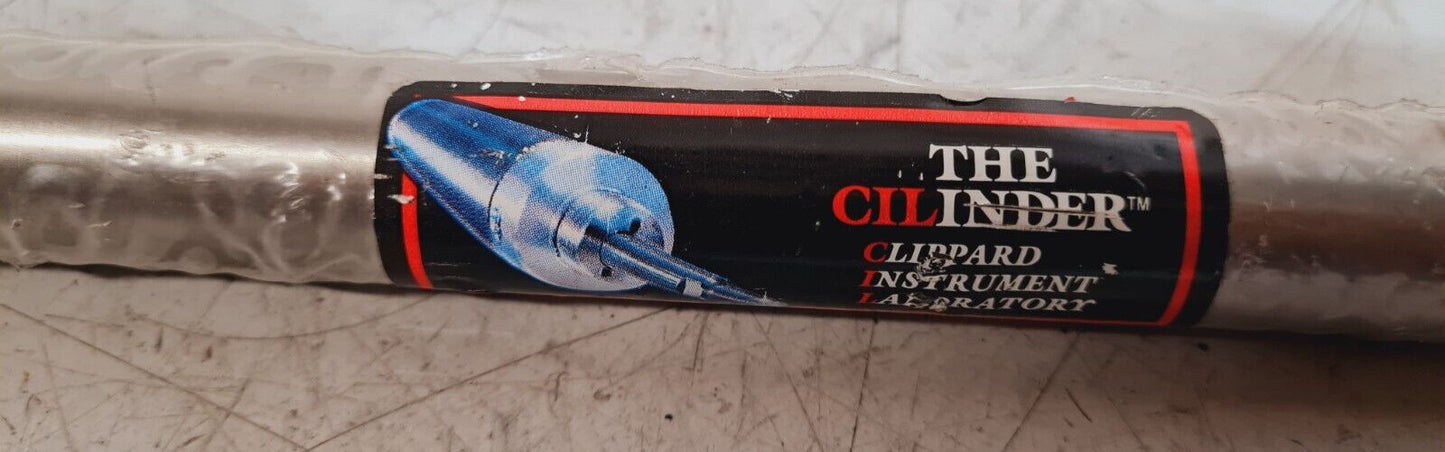 THE
CILINDER™
CLIPPARD
INSTRUMENT
LABORATORY